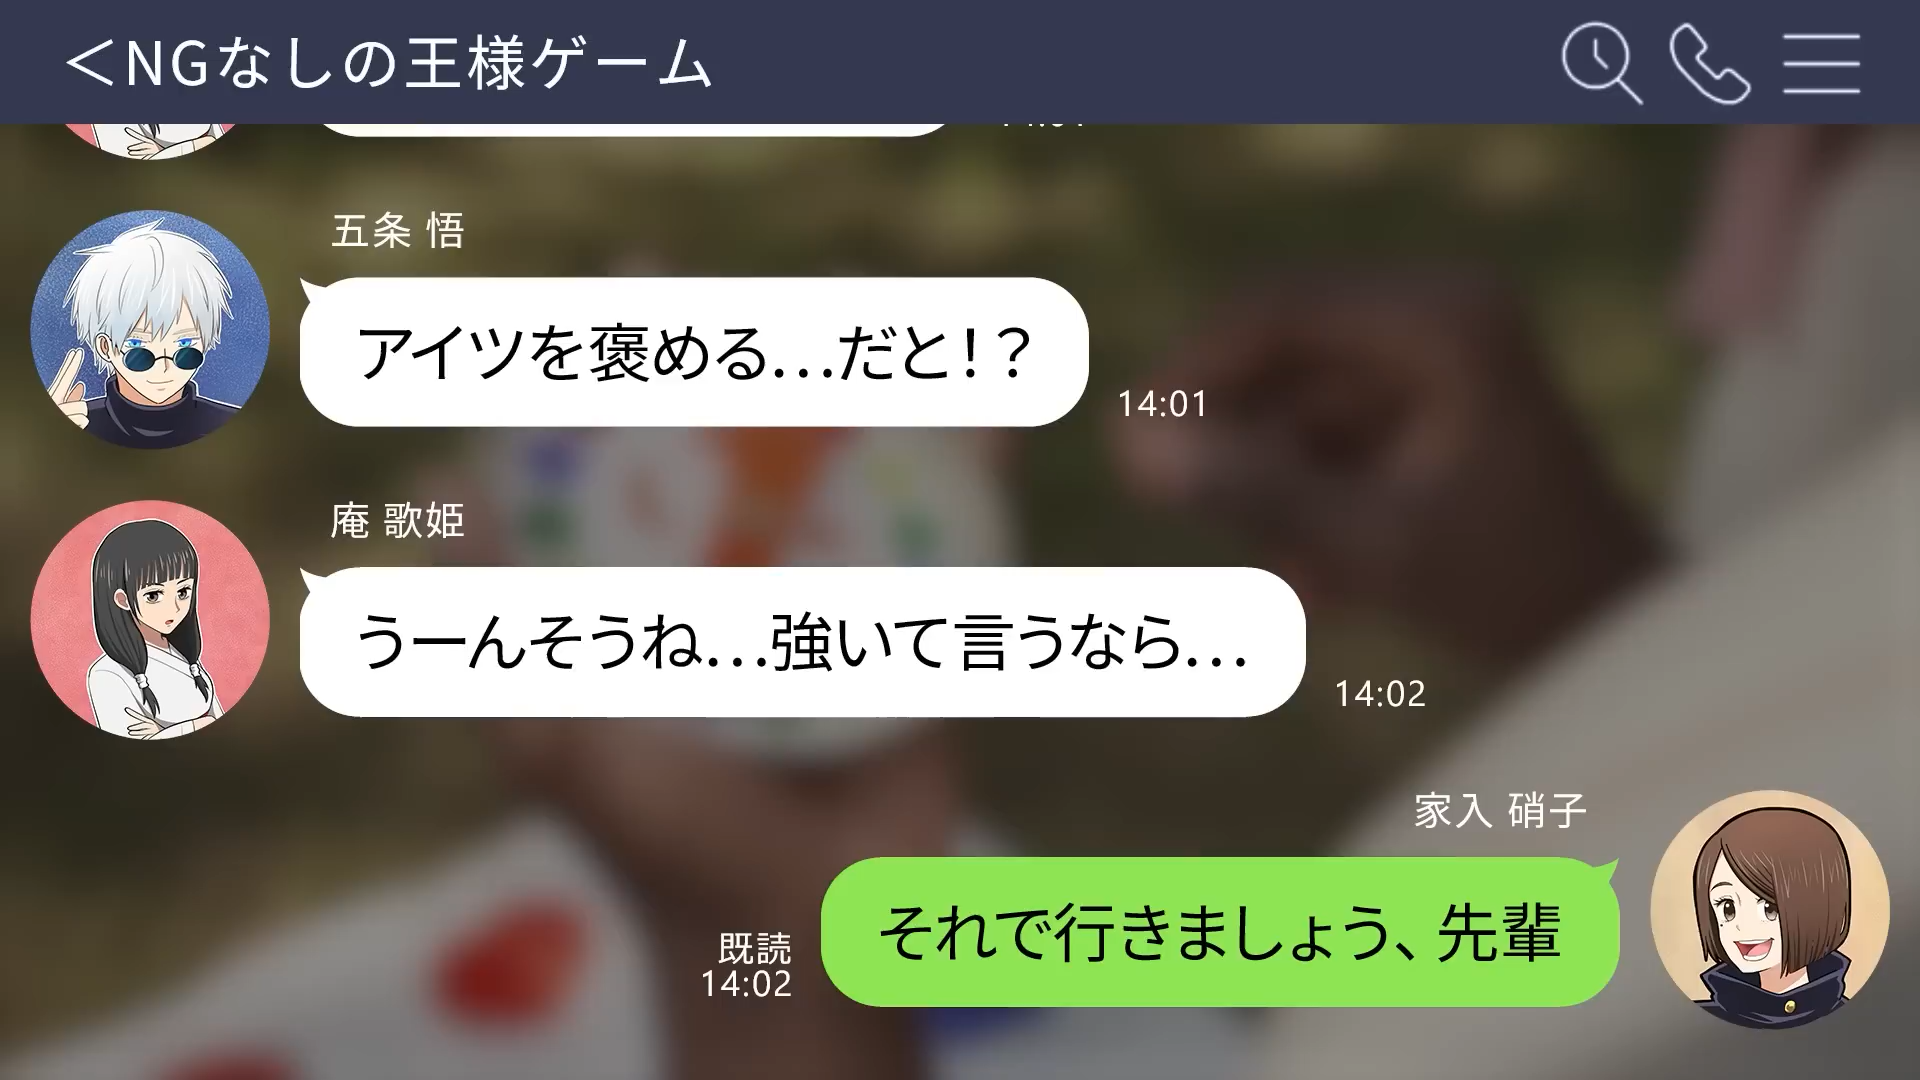 ＜NGなしの王様ゲーム
五条 悟
アイツを褒める…だと！？
14:01
庵 歌姫
うーんそうね…強いて言うなら…
14:02
家入 硝子
それで行きましょう、先輩
既読
14:02